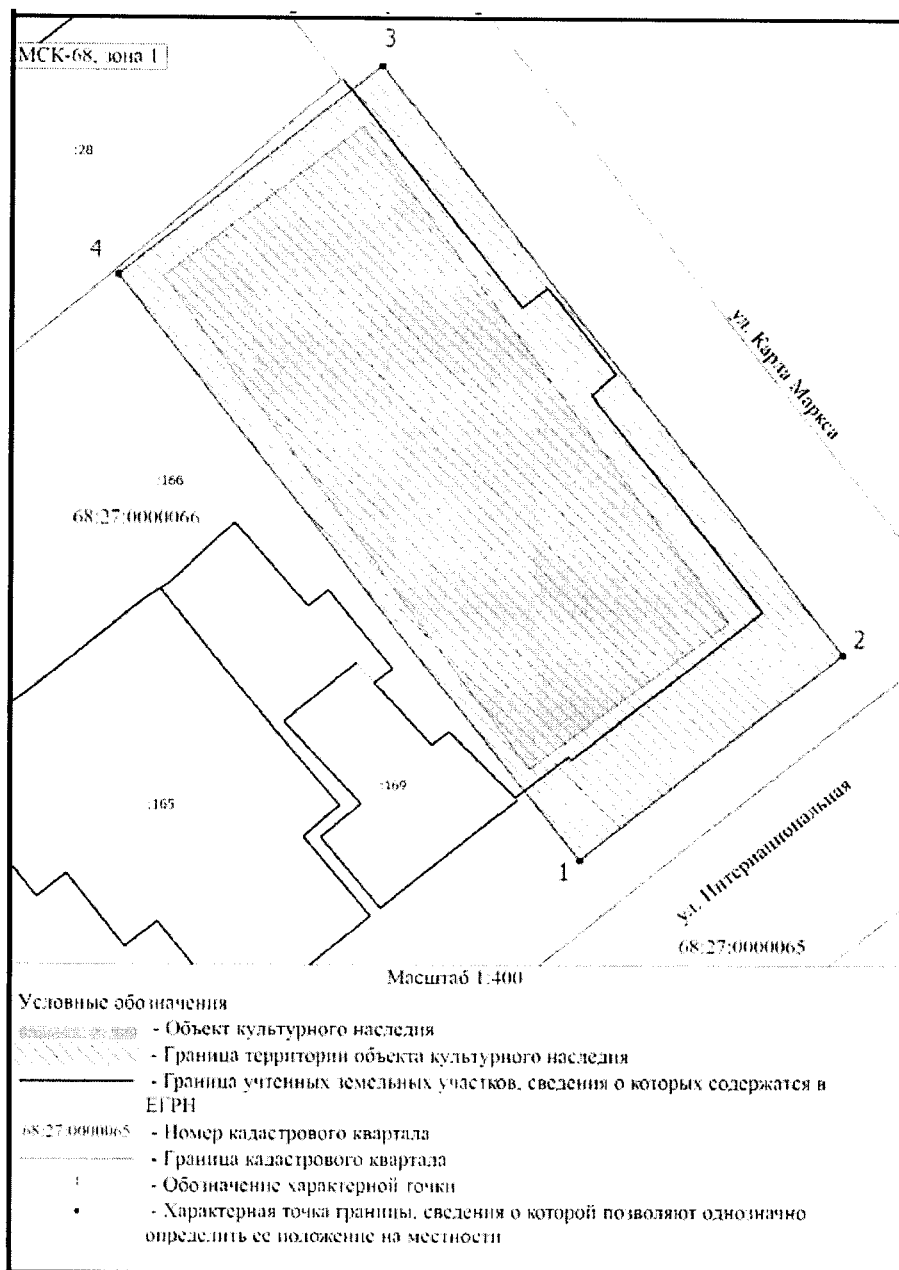 МСК-68, зона 1
3
:28
4
ул. Карла Маркса
:166
68:27:0000066
2
:169
:165
1
ул. Интернациональная
68:27:0000065
Масштаб 1:400
Условные обозначения
- Объект культурного наследия
- Граница территории объекта культурного наследия
- Граница учтенных земельных участков, сведения о которых содержатся в
ЕГРН
68:27:0000065 - Номер кадастрового квартала
- Граница кадастрового квартала
1 - Обозначение характерной точки
- Характерная точка границы, сведения о которой позволяют однозначно
определить ее положение на местности